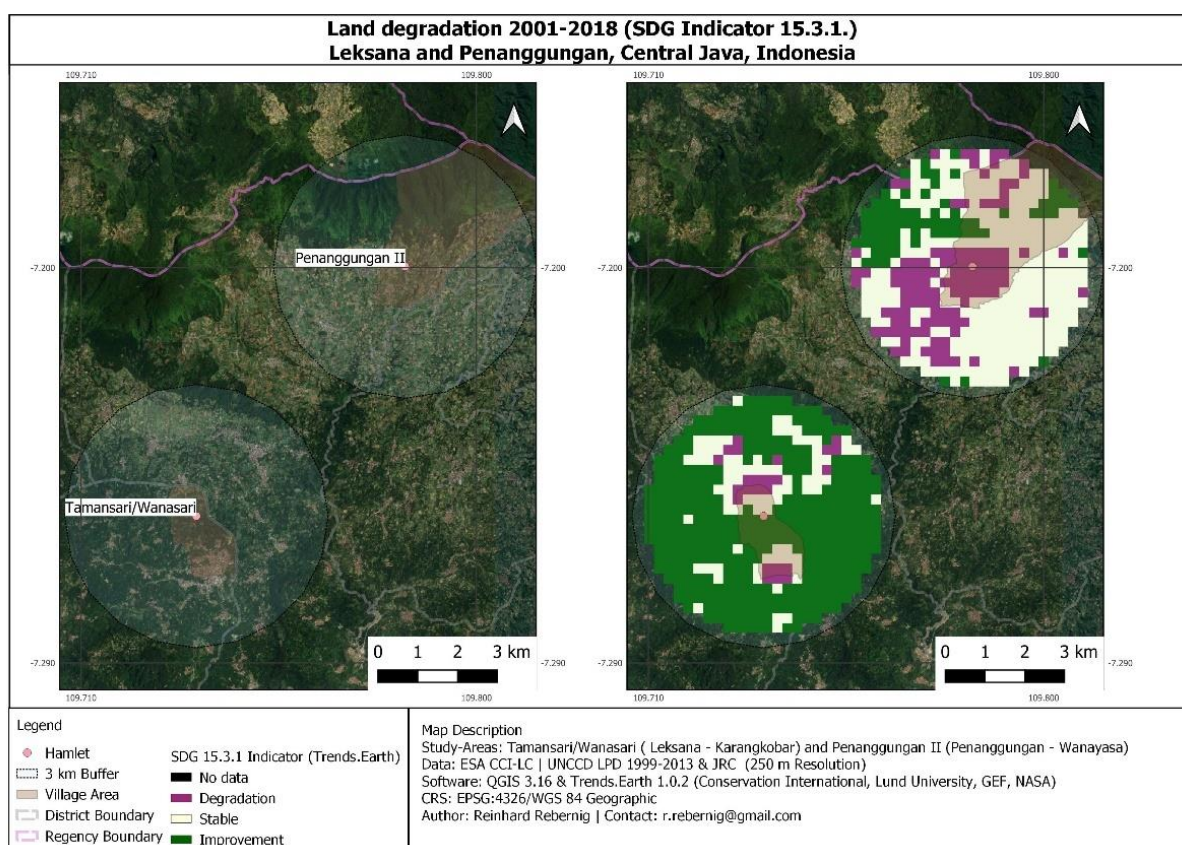 Land degradation 2001-2018 (SDG Indicator 15.3.1.)
Leksana and Penanggungan, Central Java, Indonesia
109.710 109.800 109.710 109.800
Penanggungan II
-7.200 -7.200 -7.200 -7.200
Tamansari/Wanasari
0 1 2 3 km 0 1 2 3 km
-7.290 -7.290 -7.290 -7.290
109.710 109.800 109.710 109.800
Legend
Hamlet
3 km Buffer
Village Area
District Boundary
Regency Boundary
SDG 15.3.1 Indicator (Trends.Earth)
No data
Degradation
Stable
Improvement
Map Description
Study-Areas: Tamansari/Wanasari ( Leksana - Karangkobar) and Penanggungan II (Penanggungan - Wanayasa)
Data: ESA CCI-LC | UNCCD LPD 1999-2013 & JRC (250 m Resolution)
Software: QGIS 3.16 & Trends.Earth 1.0.2 (Conservation International, Lund University, GEF, NASA)
CRS: EPSG:4326/WGS 84 Geographic
Author: Reinhard Rebernig | Contact: r.rebernig@gmail.com